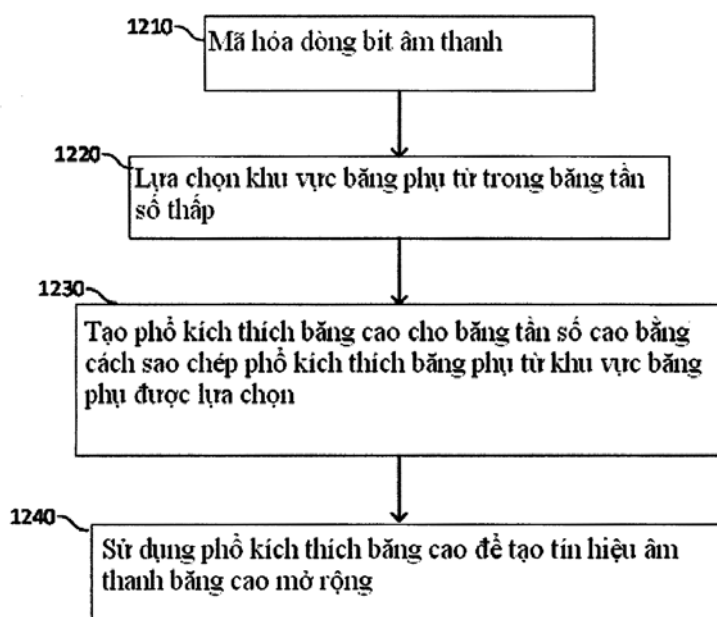 1210
Mã hóa dòng bit âm thanh
1220
Lựa chọn khu vực băng phụ từ trong băng tần
số thấp
1230
Tạo phổ kích thích băng cao cho băng tần số cao bằng
cách sao chép phổ kích thích băng phụ từ khu vực băng
phụ được lựa chọn
1240
Sử dụng phổ kích thích băng cao để tạo tín hiệu âm
thanh băng cao mở rộng